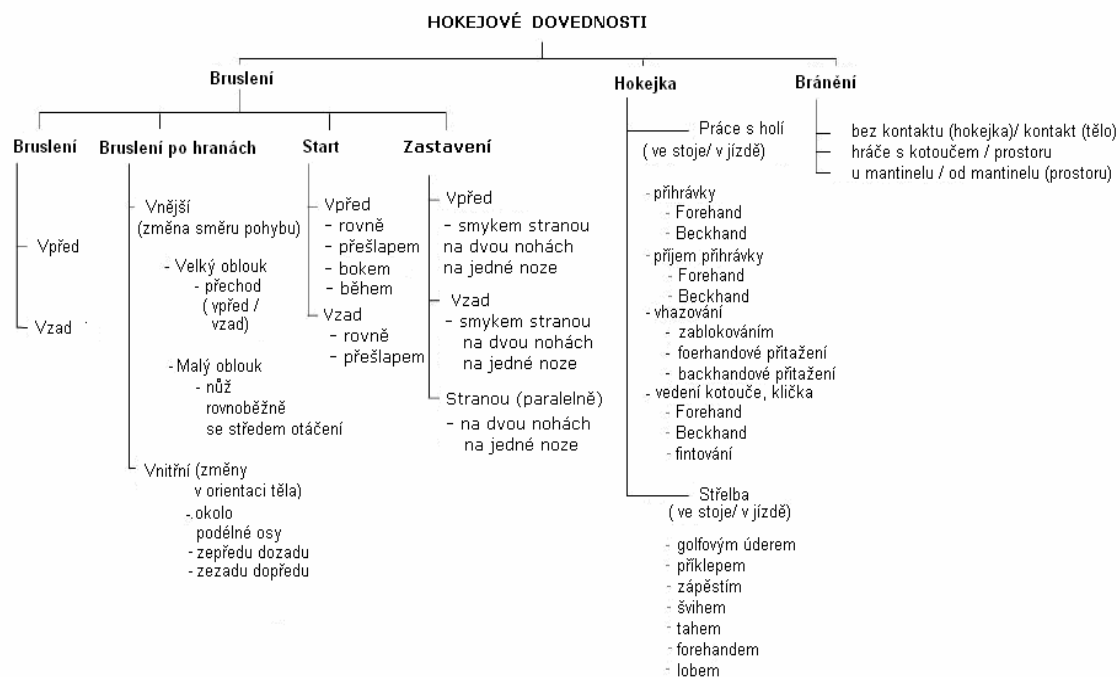 HOKEJOVÉ DOVEDNOSTI
Bruslení
Hokejka
Bránění
Bruslení
Bruslení po hranách
Start
Zastavení
Vpřed
Vzad
Vnější
(změna směru pohybu)
- Velký oblouk
- přechod
( vpřed /
vzad)
- Malý oblouk
- nůž
rovnoběžně
se středem otáčení
Vnitřní (změny
v orientaci těla)
-. okolo
podélné osy
- zepředu dozadu
- zezadu dopředu
Vpřed
- rovně
- přešlapem
- bokem
- během
Vzad
- rovně
- přešlapem
Vpřed
- smykem stranou
na dvou nohách
na jedné noze
Vzad
- smykem stranou
na dvou nohách
na jedné noze
Stranou (paralelně)
- na dvou nohách
na jedné noze
Práce s holí
( ve stoje/ v jízdě)
- přihrávky
- Forehand
- Beckhand
- příjem přihrávky
- Forehand
- Beckhand
- vhazování
- zablokováním
- foerhandové přitažení
- backhandové přitažení
- vedení kotouče, klička
- Forehand
- Beckhand
- fintování
Střelba
( ve stoje/ v jízdě)
- golfovým úderem
- příklepem
- zápěstím
- švihem
- tahem
- forehandem
- lobem
bez kontaktu (hokejka)/ kontakt (tělo)
hráče s kotoučem / prostoru
u mantinelu / od mantinelu (prostoru)